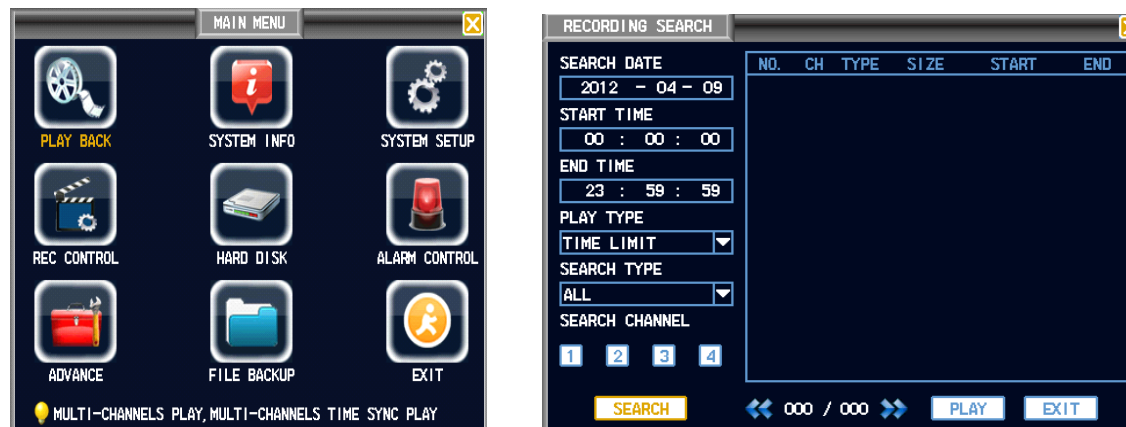 MAIN MENU
PLAY BACK
SYSTEM INFO
SYSTEM SETUP
REC CONTROL
HARD DISK
ALARM CONTROL
ADVANCE
FILE BACKUP
EXIT
MULTI-CHANNELS PLAY, MULTI-CHANNELS TIME SYNC PLAY
RECORDING SEARCH
SEARCH DATE
2012 - 04 - 09
START TIME
00 : 00 : 00
END TIME
23 : 59 : 59
PLAY TYPE
TIME LIMIT
SEARCH TYPE
ALL
SEARCH CHANNEL
1 2 3 4
SEARCH
NO. CH TYPE SIZE START END
000 / 000
PLAY
EXIT